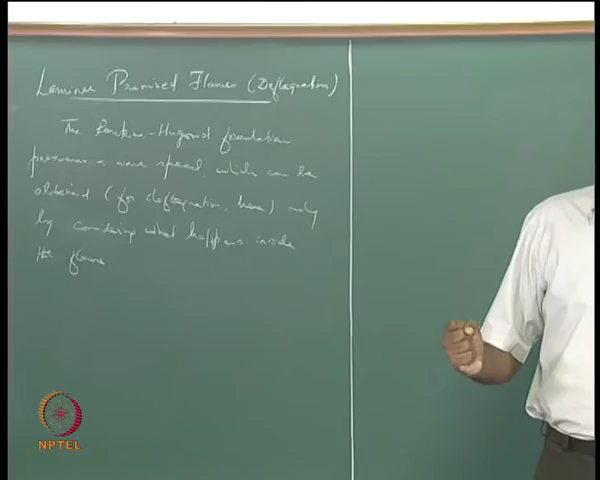 Laminar Premixed Flames (Deflagration)
The Rankine-Hugoniot formulation
presumes a wave speed, which can be
obtained (for deflagration, here) only
by considering what happens inside
the flame
NPTEL